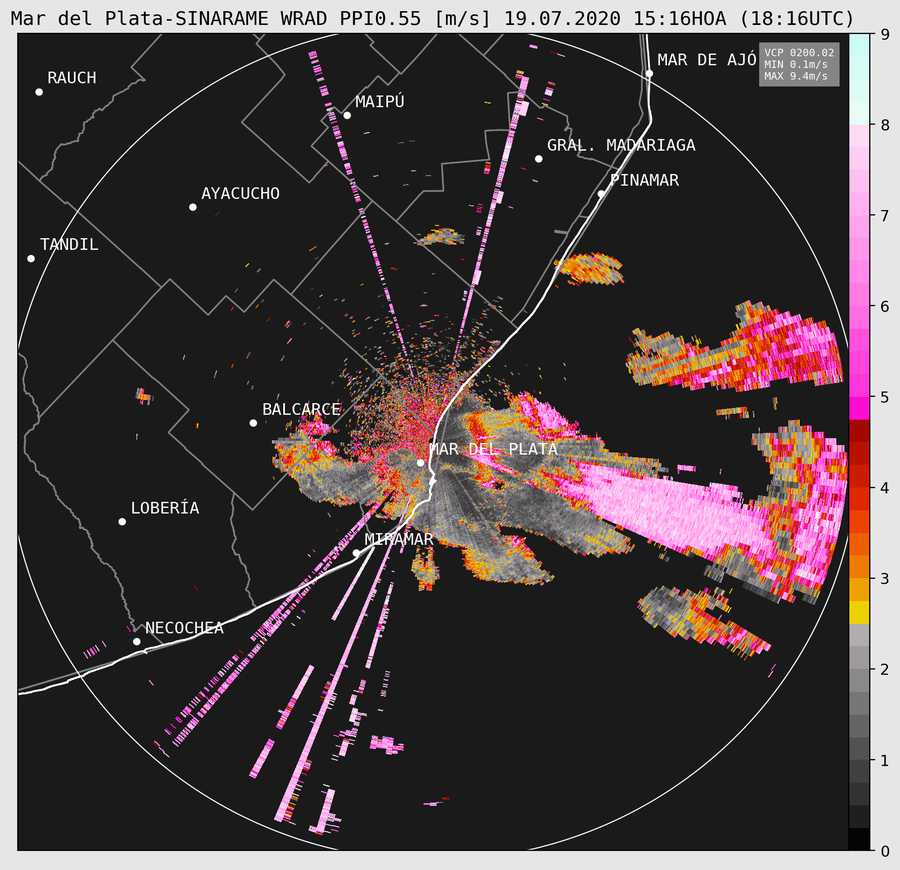 Mar del Plata-SINARAME WRAD PPI0.55 [m/s] 19.07.2020 15:16HOA (18:16UTC)
VCP 0200.02
MIN 0.1m/s
MAX 9.4m/s
MAR DE AJÓ
RAUCH
MAIPÚ
GRAL. MADARIAGA
PINAMAR
AYACUCHO
TANDIL
BALCARCE
MAR DEL PLATA
LOBERÍA
MIRAMAR
NECOCHEA
9
8
7
6
5
4
3
2
1
0